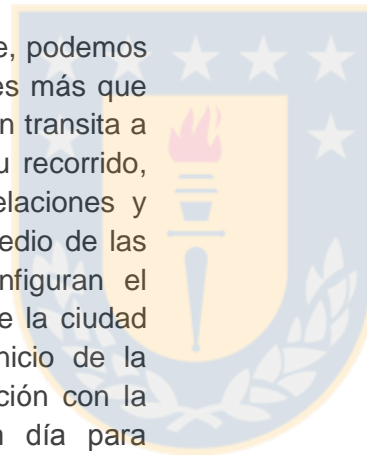 e, podemos
es más que
n transita a
u recorrido,
elaciones y
edio de las
nfiguran el
e la ciudad
nicio de la
ción con la
n día para